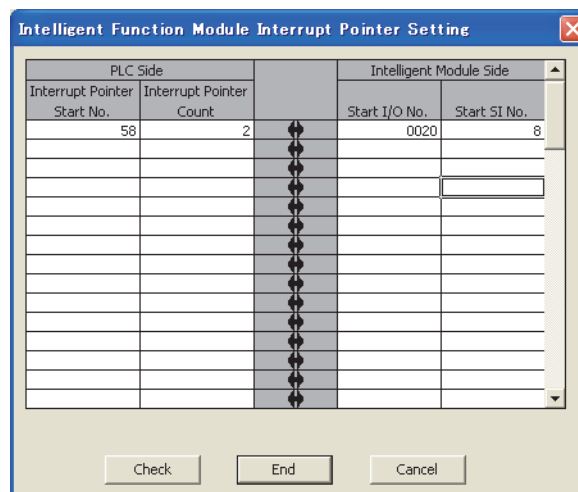 Intelligent Function Module Interrupt Pointer Setting
PLC Side Intelligent Module Side
Interrupt Pointer Interrupt Pointer
Start No. Count Start I/O No. Start SI No.
58 2 0020 8
Check End Cancel